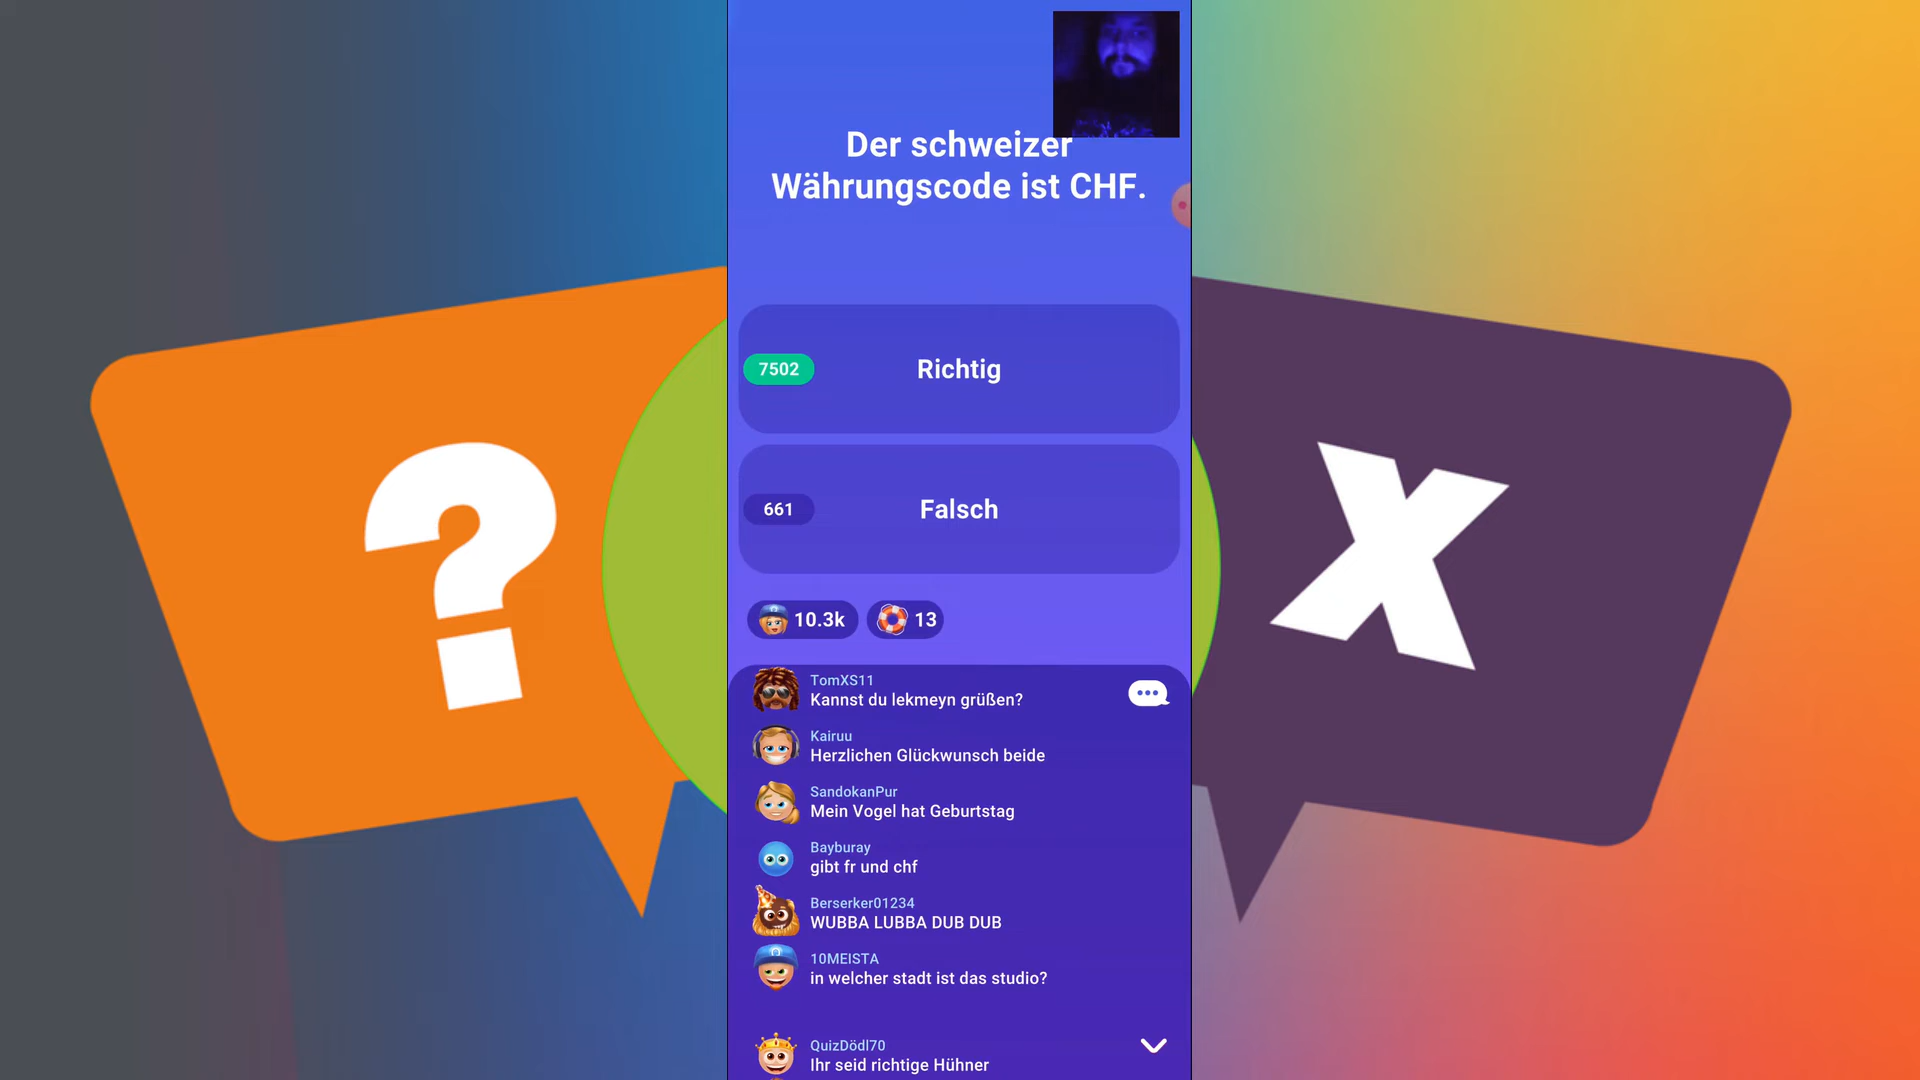 Der schweizer
Währungscode ist CHF.
7502
Richtig
661
Falsch
10.3k
13
TomXS11
Kannst du lekmeyn grüßen?
Kairuu
Herzlichen Glückwunsch beide
SandokanPur
Mein Vogel hat Geburtstag
Bayburay
gibt fr und chf
Berserker01234
WUBBA LUBBA DUB DUB
10MEISTA
in welcher stadt ist das studio?
QuizDödl70
Ihr seid richtige Hühner
?
X